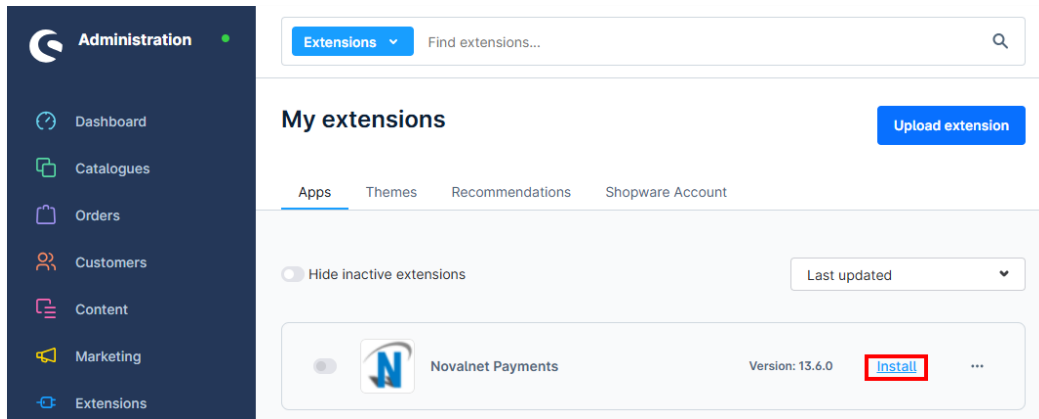 Administration
Extensions
Find extensions...
Dashboard
Catalogues
Orders
Customers
Content
Marketing
Extensions
My extensions
Upload extension
Apps Themes Recommendations Shopware Account
Hide inactive extensions
Last updated
N
Novalnet Payments
Version: 13.6.0
Install